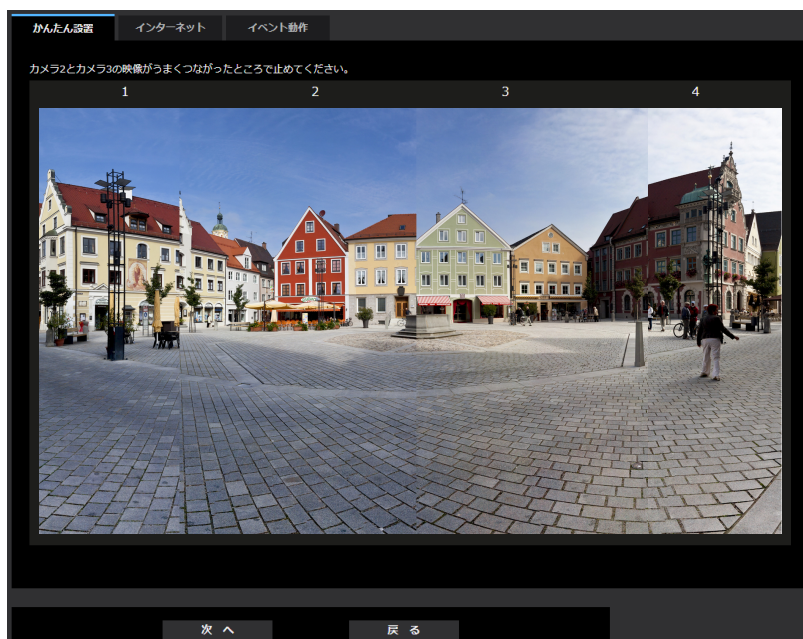 かんたん設置 インターネット イベント動作
カメラ2とカメラ3の映像がうまくつながったところで止めてください。
1 2 3 4
次 へ 戻 る